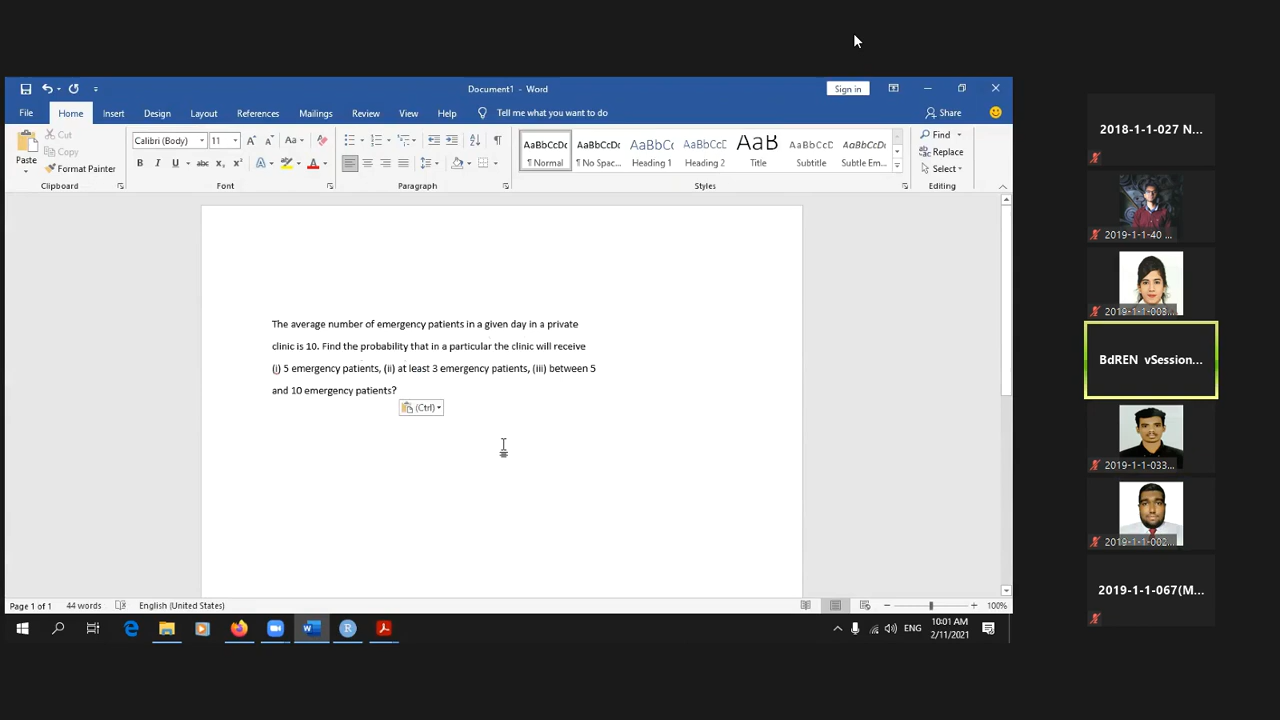 Document1 - Word
Sign in
File Home Insert Design Layout References Mailings Review View Help Tell me what you want to do
Share
Paste
Cut
Copy
Format Painter
Clipboard
Calibri (Body) 11
Font
Paragraph
AaBbCcDc AaBbCcDc AaBbCc AaBbCcD AaB AaBbCcD AaBbCcDc
¶ Normal ¶ No Spac... Heading 1 Heading 2 Title Subtitle Subtle Em...
Styles
Find
Replace
Select
Editing
The average number of emergency patients in a given day in a private
clinic is 10. Find the probability that in a particular the clinic will receive
(i) 5 emergency patients, (ii) at least 3 emergency patients, (iii) between 5
and 10 emergency patients?
(Ctrl)
Page 1 of 1 44 words English (United States)
100%
ENG
10:01 AM
2/11/2021
2018-1-1-027 N...
2019-1-1-40 ...
2019-1-1-003...
BdREN vSession...
2019-1-1-033...
2019-1-1-002...
2019-1-1-067(M...